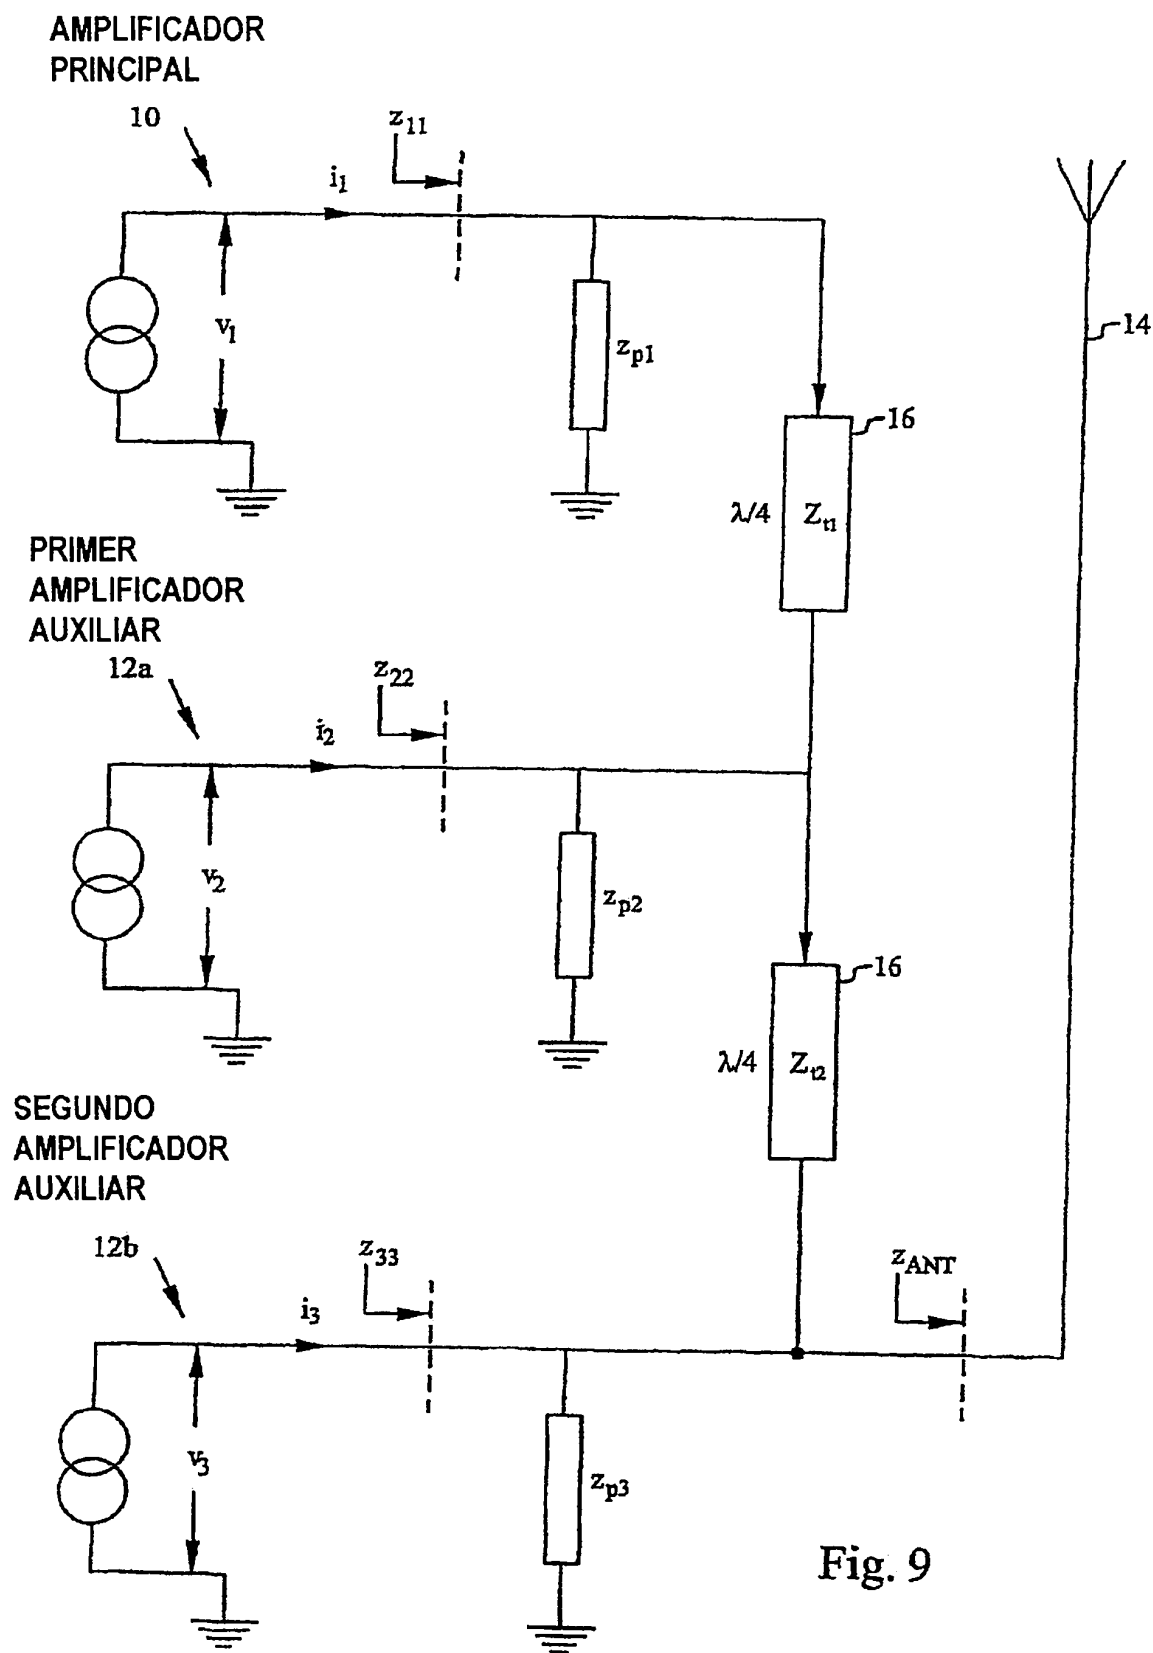 AMPLIFICADOR
PRINCIPAL
10
z11
i1
v1
zp1
14
16
λ/4
Zt1
PRIMER
AMPLIFICADOR
AUXILIAR
12a
z22
i2
v2
zp2
16
λ/4
Zt2
SEGUNDO
AMPLIFICADOR
AUXILIAR
12b
z33
zANT
i3
v3
zp3
Fig. 9